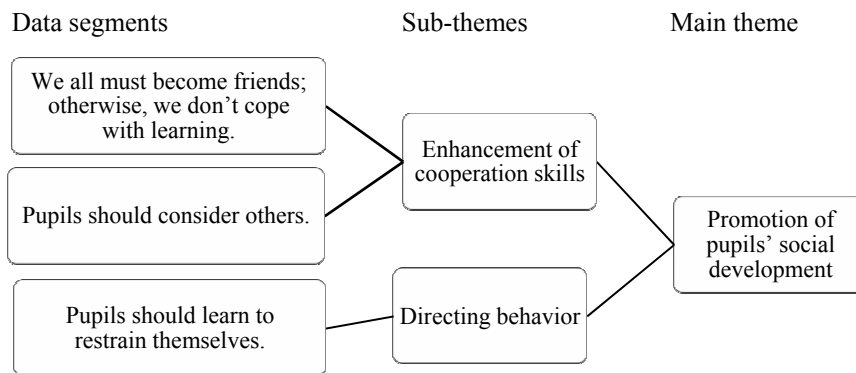 Data segments
Sub-themes
Main theme
We all must become friends;
otherwise, we don’t cope
with learning.
Pupils should consider others.
Pupils should learn to
restrain themselves.
Enhancement of
cooperation skills
Directing behavior
Promotion of
pupils’ social
development